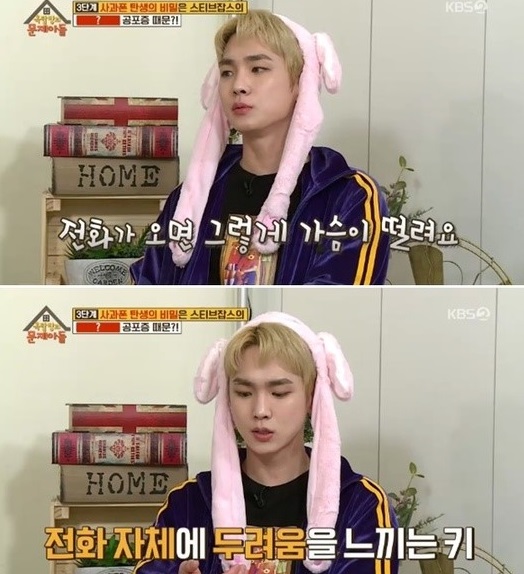 옥탑방의
문제아들
3단계 사과폰 탄생의 비밀은 스티브잡스의
? 공포증 때문?!
KBS2
HOME
WELCOME
GARDEN
전화가 오면 그렇게 가슴이 떨려요
옥탑방의
문제아들
3단계 사과폰 탄생의 비밀은 스티브잡스의
? 공포증 때문?!
KBS2
HOME
전화 자체에 두려움을 느끼는 키